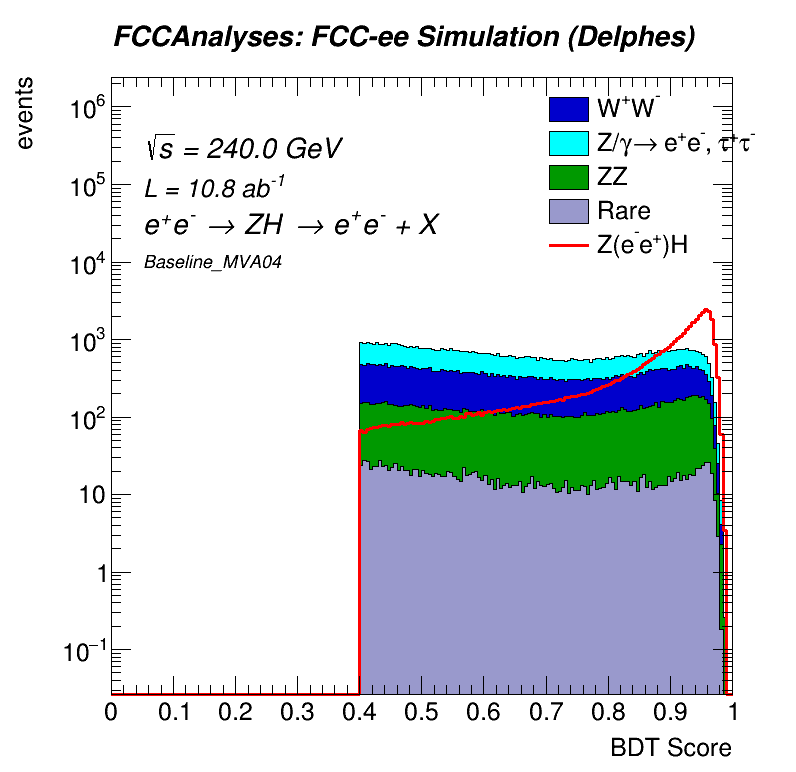 FCCAnalyses: FCC-ee Simulation (Delphes)
events
√s = 240.0 GeV
L = 10.8 ab⁻¹
e⁺e⁻ → ZH → e⁺e⁻ + X
Baseline_MVA04
W⁺W⁻
Z/γ→ e⁺e⁻, τ⁺τ⁻
ZZ
Rare
Z(e⁻e⁺)H
10⁶
10⁵
10⁴
10³
10²
10
1
10⁻¹
0 0.1 0.2 0.3 0.4 0.5 0.6 0.7 0.8 0.9 1
BDT Score